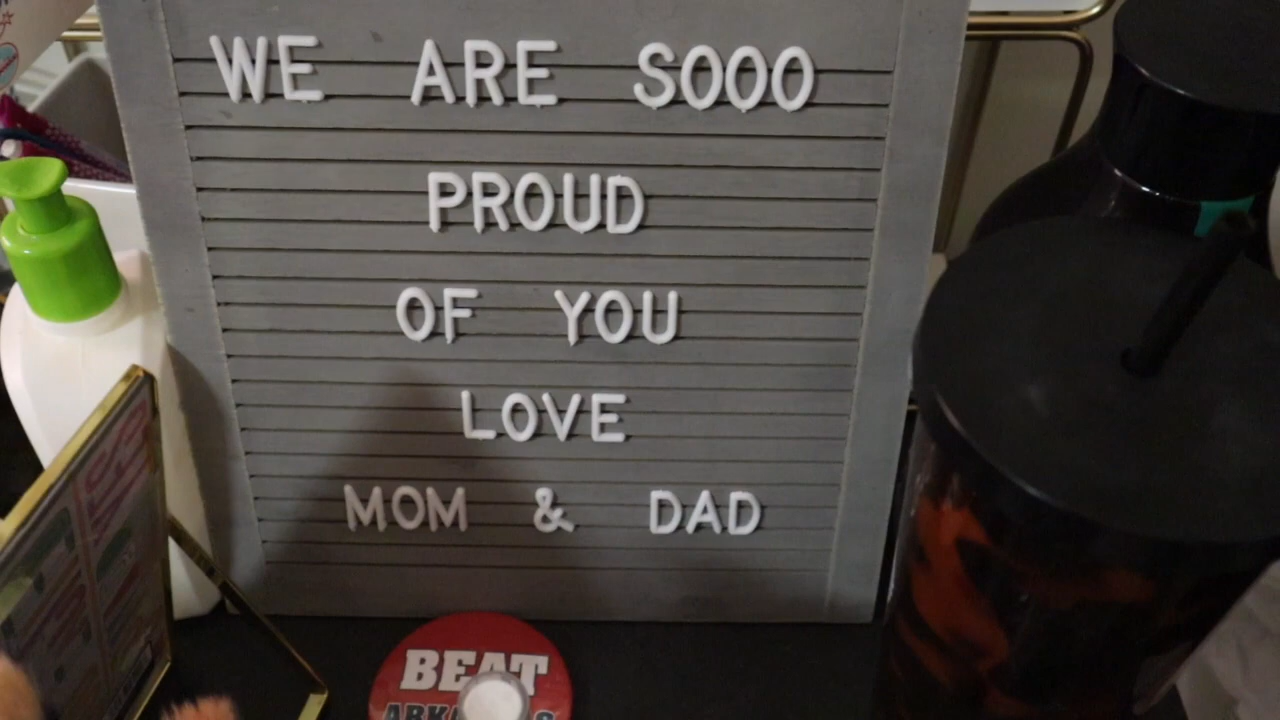 WE ARE SOOO
PROUD
OF YOU
LOVE
MOM & DAD
BEAT